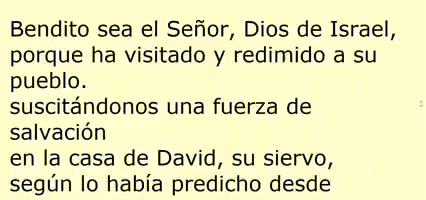 Bendito sea el Señor, Dios de Israel,
porque ha visitado y redimido a su
pueblo.
suscitándonos una fuerza de
salvación
en la casa de David, su siervo,
según lo había predicho desde